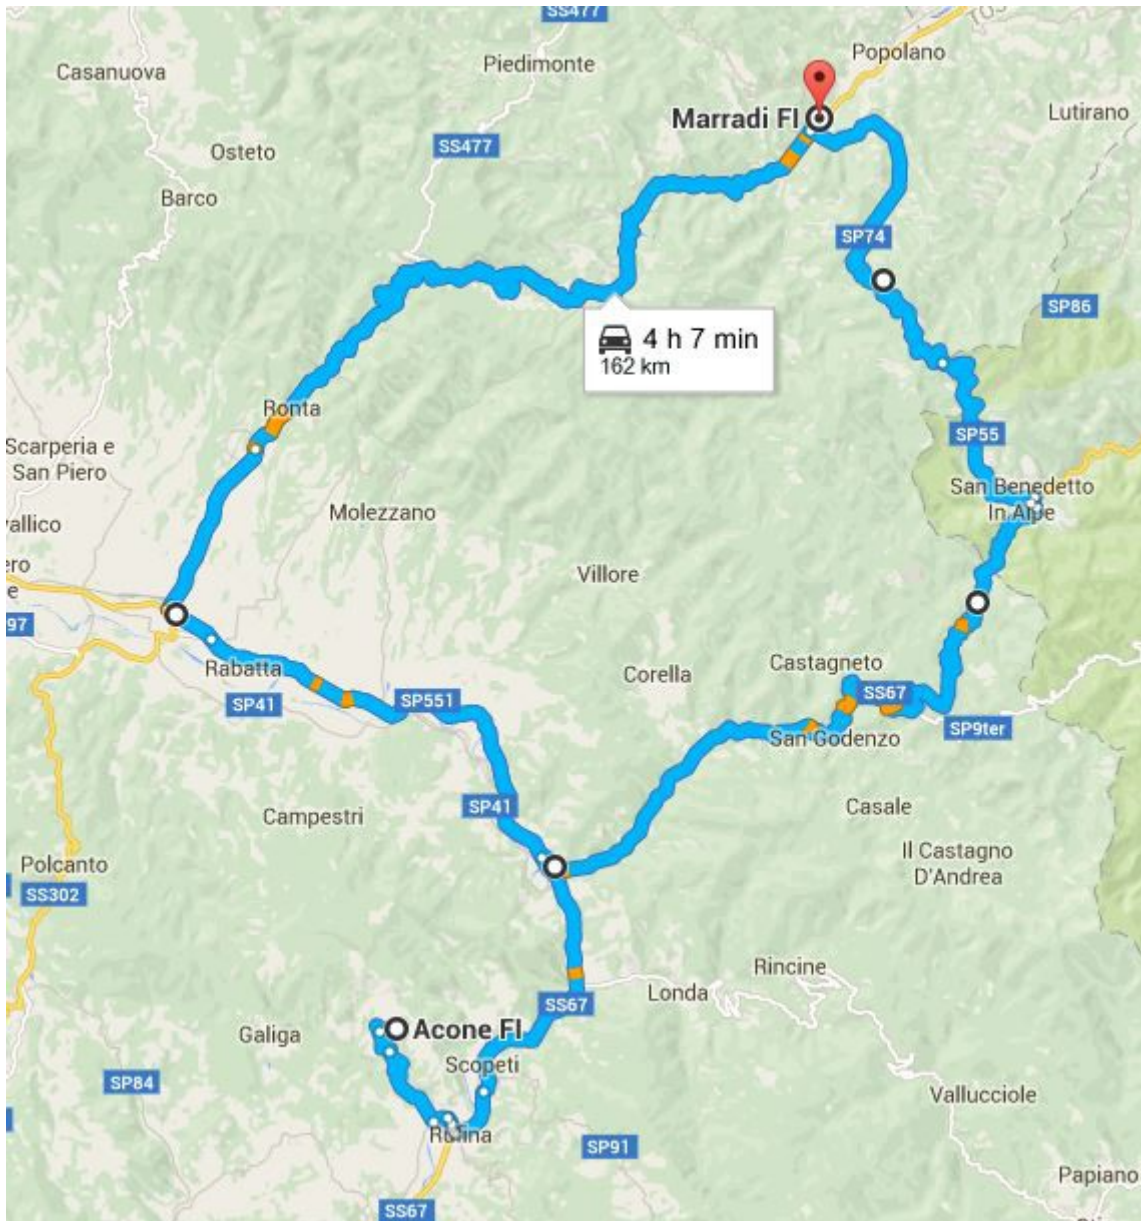 SS477
Popolano
Piedimonte
Casanuova
Lutirano
Marradi FI
SS477
Osteto
Barco
SP74
SP86
4 h 7 min
162 km
Ronta
SP55
Scarperia e
San Piero
San Benedetto
In Alpe
Molezzano
vallico
ero
e
Villore
97
Rabatta
Corella
Castagneto
SS67
SP551
SP41
SP9ter
San Godenzo
SP41
Casale
Campestri
Il Castagno
D'Andrea
Polcanto
SS302
Rincine
Londa
SS67
Acone FI
Galiga
Scopeti
SP84
Vallucciole
Rufina
SP91
Papiano
SS67